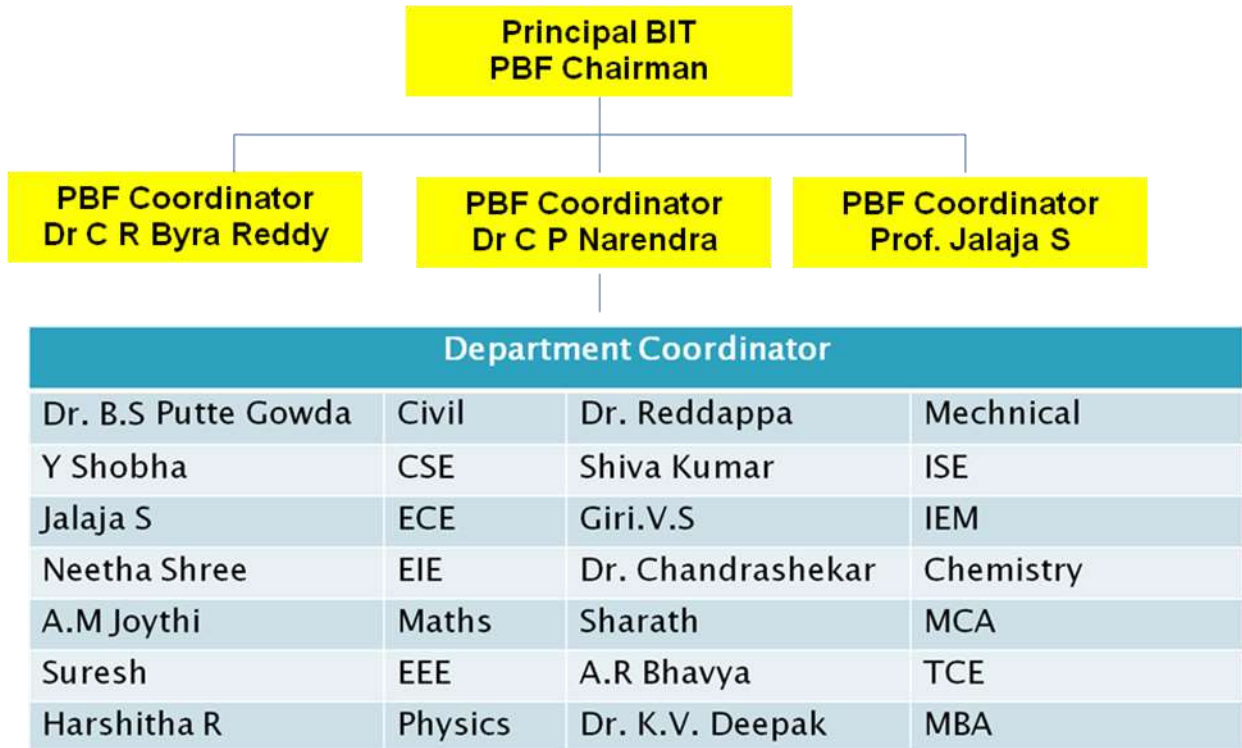 Principal BIT
PBF Chairman
PBF Coordinator
Dr C R Byra Reddy
PBF Coordinator
Dr C P Narendra
PBF Coordinator
Prof. Jalaja S
Department Coordinator
Dr. B.S Putte Gowda Civil Dr. Reddappa Mechnical
Y Shobha CSE Shiva Kumar ISE
Jalaja S ECE Giri.V.S IEM
Neetha Shree EIE Dr. Chandrashekar Chemistry
A.M Joythi Maths Sharath MCA
Suresh EEE A.R Bhavya TCE
Harshitha R Physics Dr. K.V. Deepak MBA